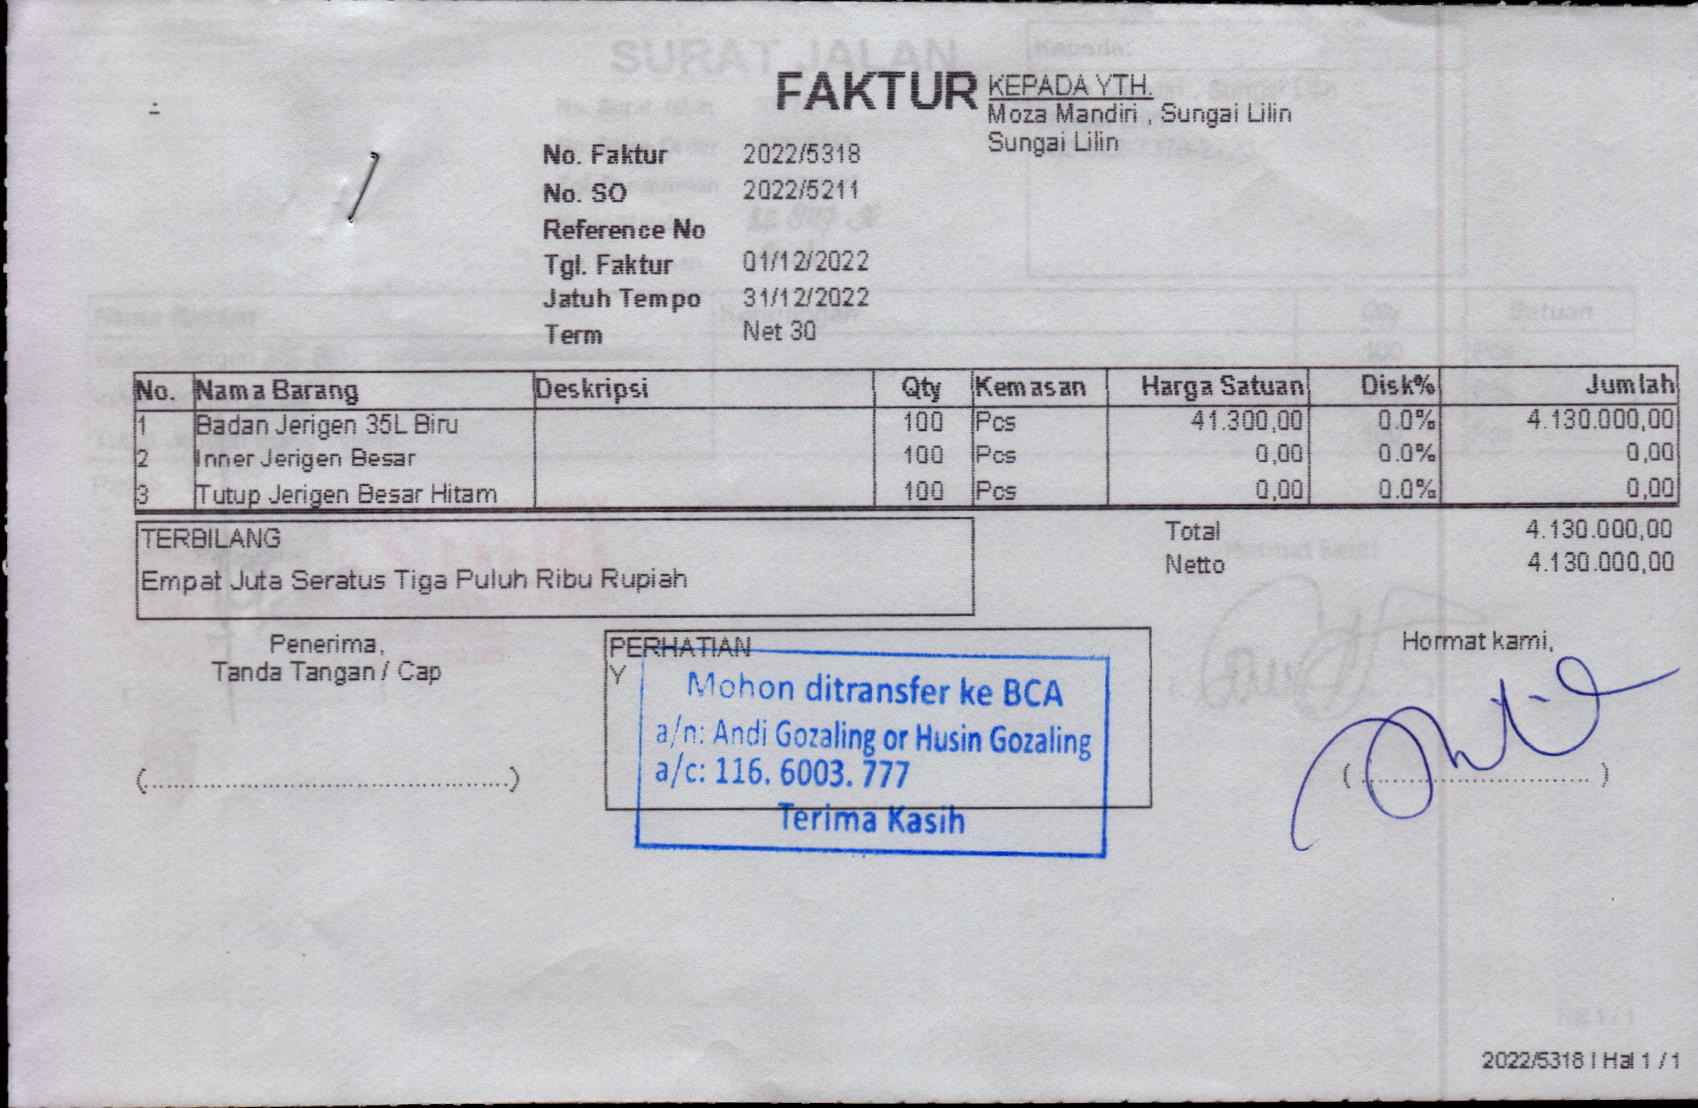 FAKTUR
KEPADA YTH.
Moza Mandiri , Sungai Lilin
Sungai Lilin
No. Faktur 2022/5318
No. SO 2022/5211
Reference No
Tgl. Faktur 01/12/2022
Jatuh Tempo 31/12/2022
Term Net 30
No. Nama Barang Deskripsi Qty Kemasan Harga Satuan Disk% Jumlah
1 Badan Jerigen 35L Biru 100 Pcs 41.300,00 0.0% 4.130.000,00
2 Inner Jerigen Besar 100 Pcs 0,00 0.0% 0,00
3 Tutup Jerigen Besar Hitam 100 Pcs 0,00 0.0% 0,00
TERBILANG
Empat Juta Seratus Tiga Puluh Ribu Rupiah
Total 4.130.000,00
Netto 4.130.000,00
Penerima,
Tanda Tangan / Cap
(................................................)
PERHATIAN
Y
Mohon ditransfer ke BCA
a/n: Andi Gozaling or Husin Gozaling
a/c: 116. 6003. 777
Terima Kasih
Hormat kami,
(................................)
2022/5318 | Hal 1 / 1
SURAT JALAN
Kepada: